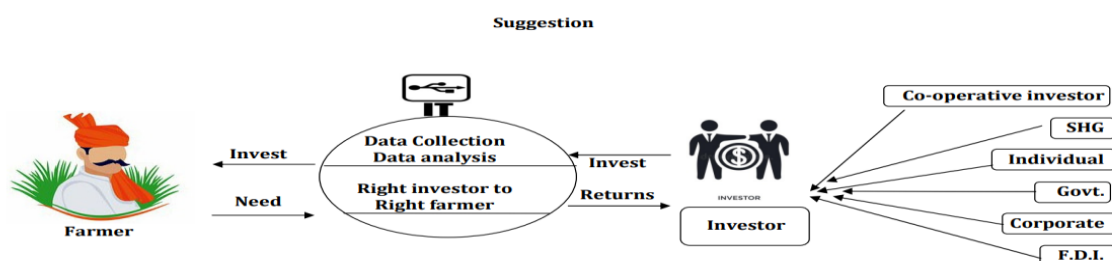 Suggestion
IT
Data Collection
Data analysis
Right investor to
Right farmer
Invest
Need
Farmer
Invest
Returns
INVESTOR
Investor
Co-operative investor
SHG
Individual
Govt.
Corporate
F.D.I.